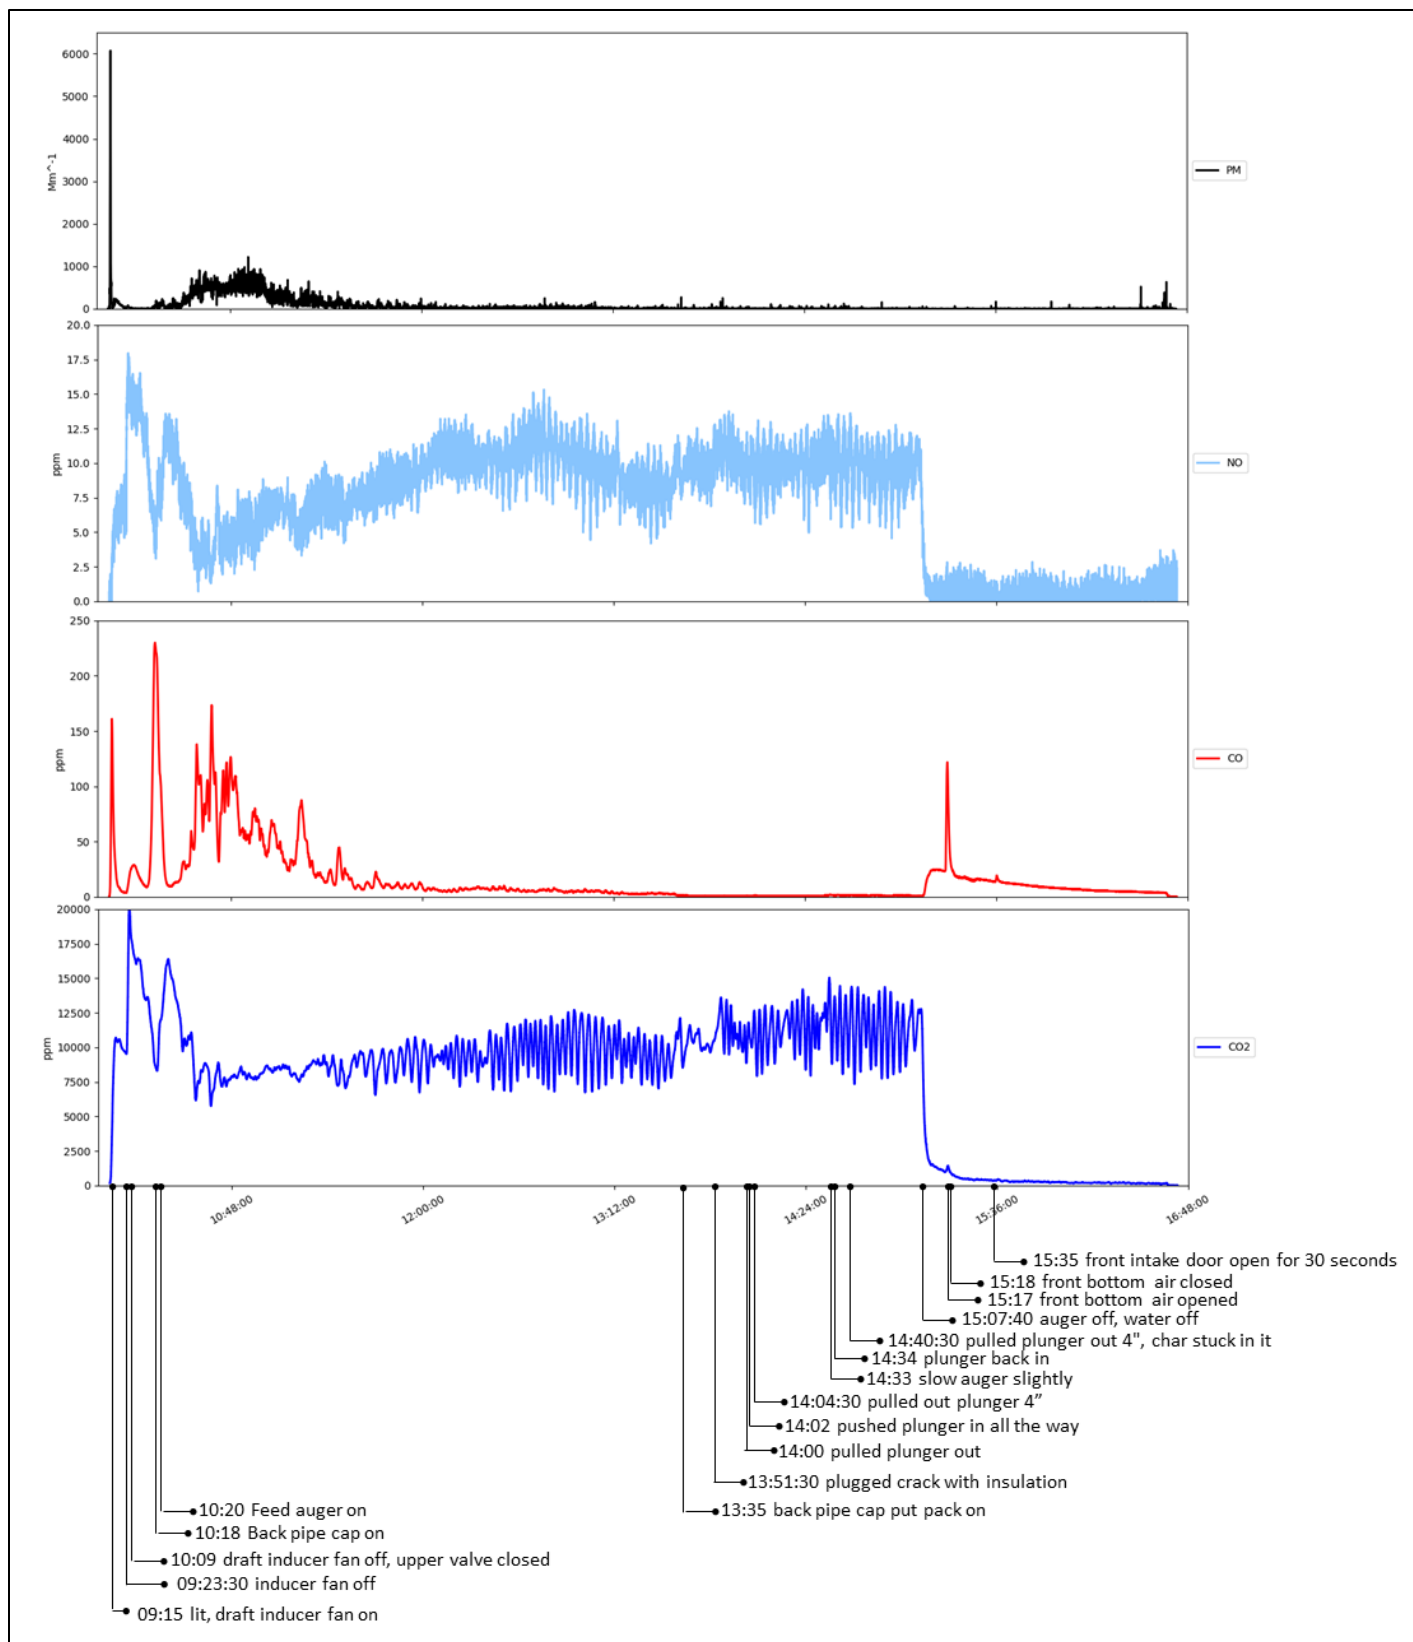 6000
5000
4000
3000
2000
1000
0
Mm^-1
PM
20.0
17.5
15.0
12.5
10.0
7.5
5.0
2.5
0.0
ppm
NO
250
200
150
100
50
0
ppm
CO
20000
17500
15000
12500
10000
7500
5000
2500
0
ppm
CO2
10:48:00
12:00:00
13:12:00
14:24:00
15:36:00
16:48:00
15:35 front intake door open for 30 seconds
15:18 front bottom air closed
15:17 front bottom air opened
15:07:40 auger off, water off
14:40:30 pulled plunger out 4", char stuck in it
14:34 plunger back in
14:33 slow auger slightly
14:04:30 pulled out plunger 4”
14:02 pushed plunger in all the way
14:00 pulled plunger out
13:51:30 plugged crack with insulation
13:35 back pipe cap put pack on
10:20 Feed auger on
10:18 Back pipe cap on
10:09 draft inducer fan off, upper valve closed
09:23:30 inducer fan off
09:15 lit, draft inducer fan on